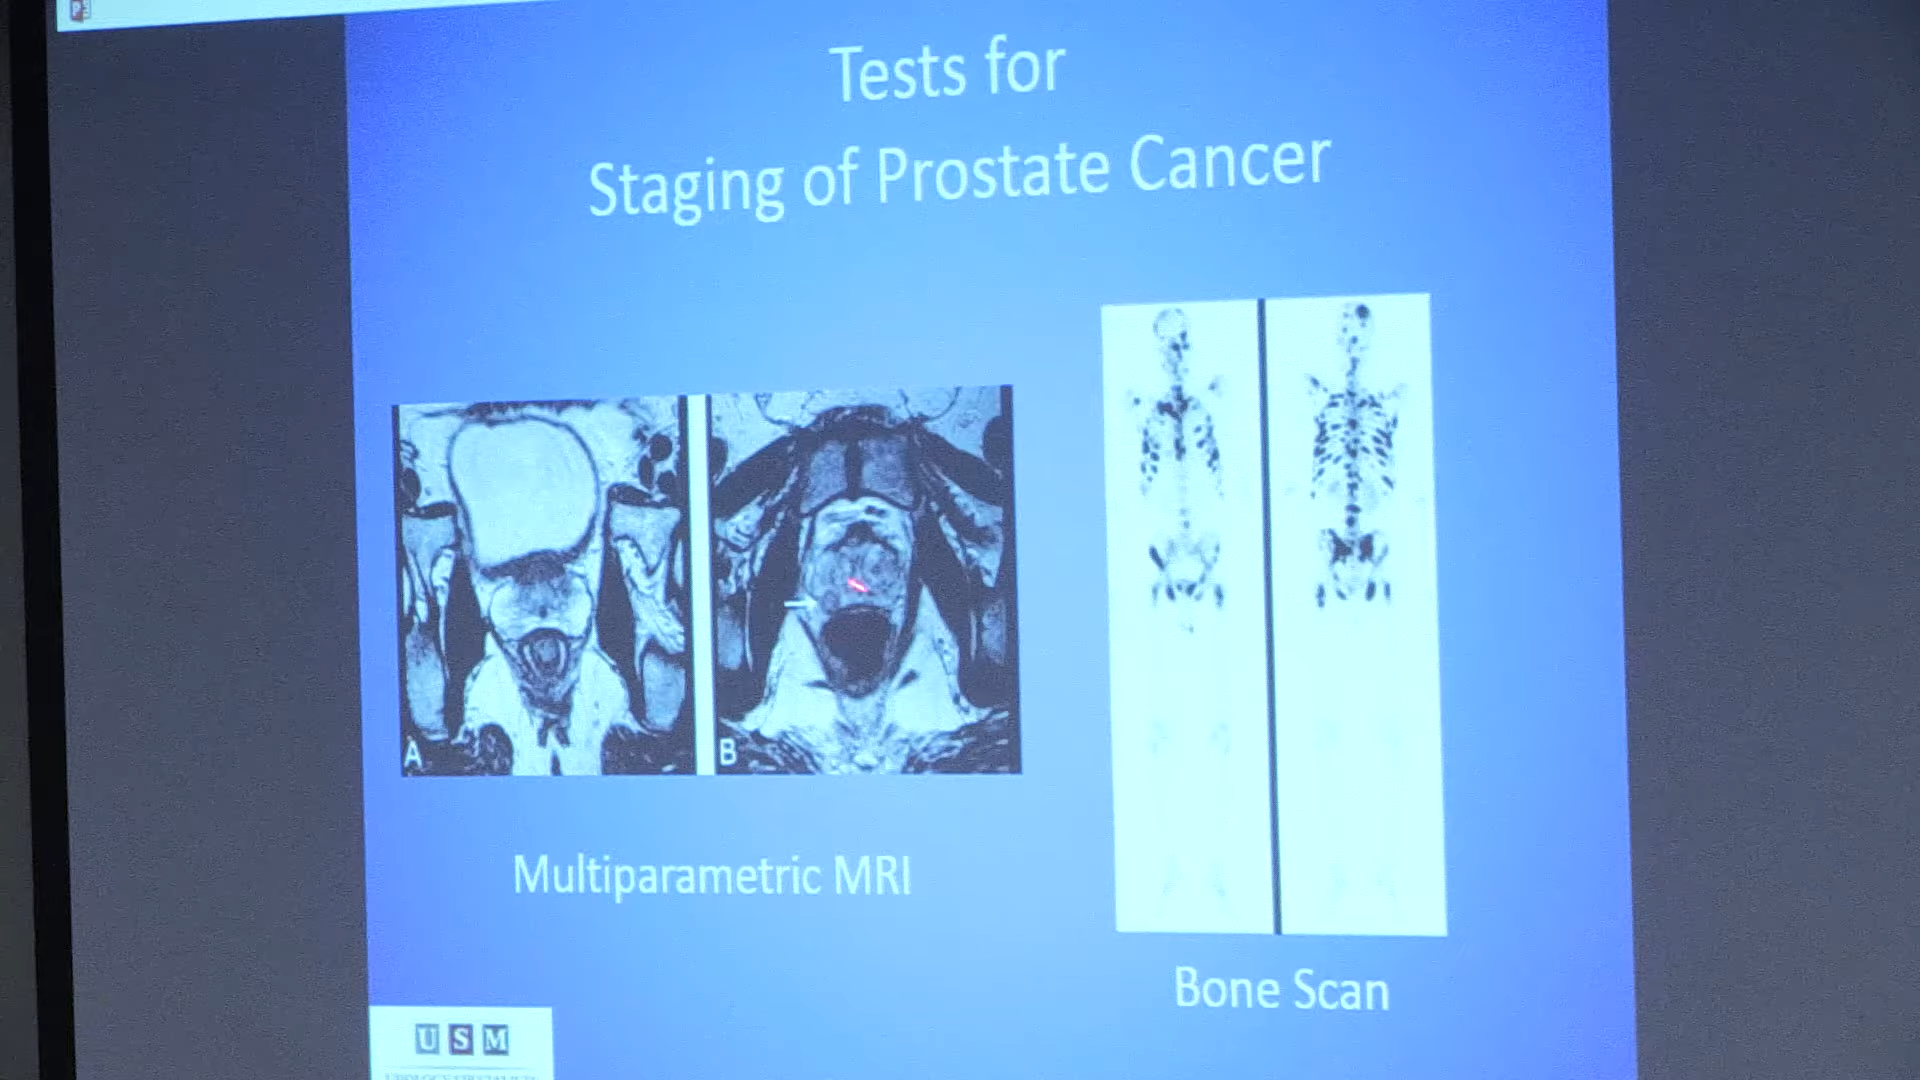 Tests for
Staging of Prostate Cancer
A
B
Multiparametric MRI
Bone Scan
U S M